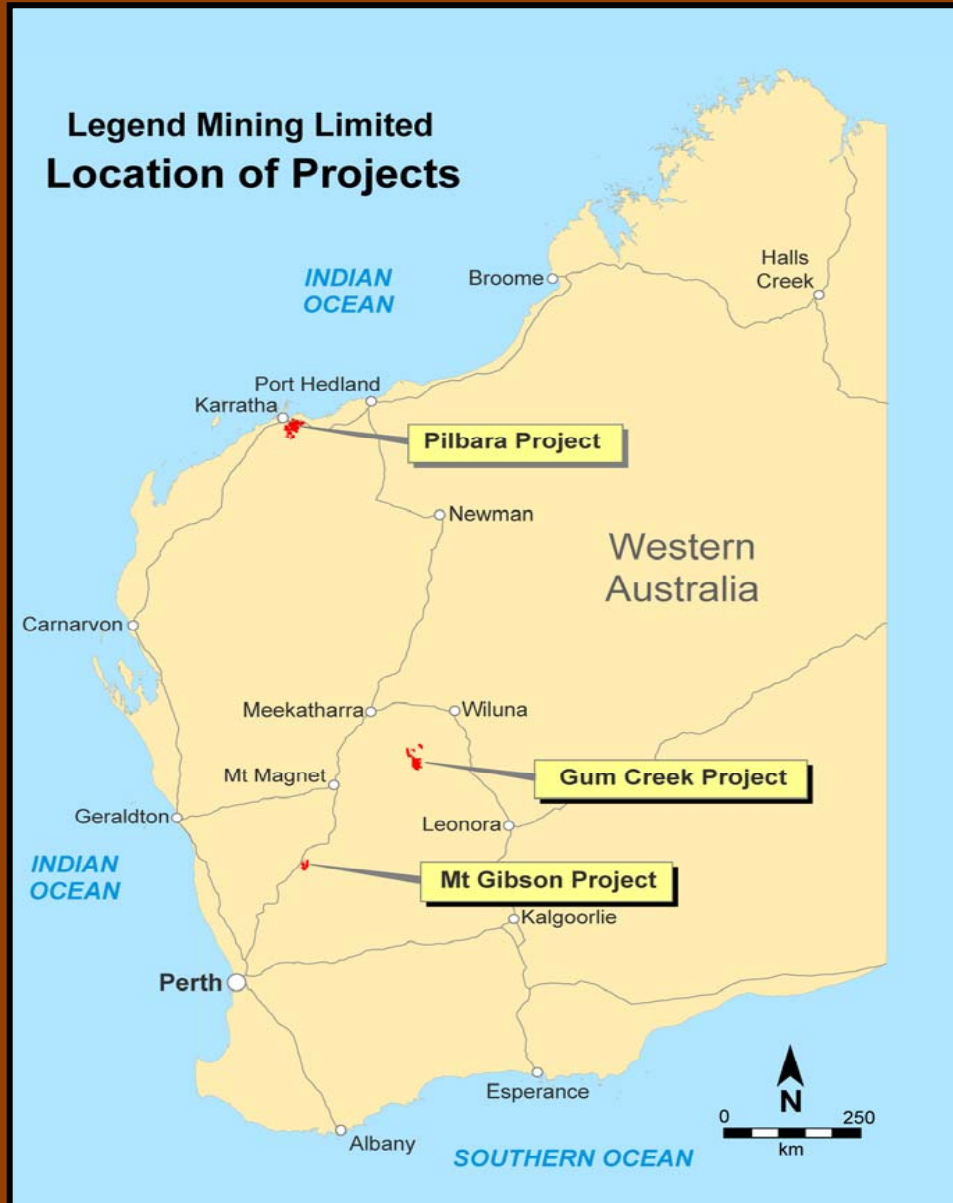 Legend Mining Limited
Location of Projects
INDIAN
OCEAN
Broome
Halls
Creek
Port Hedland
Karratha
Pilbara Project
Newman
Western
Australia
Carnarvon
Meekatharra
Wiluna
Mt Magnet
Gum Creek Project
Geraldton
Leonora
INDIAN
OCEAN
Mt Gibson Project
Kalgoorlie
Perth
Esperance
N
0 250
km
Albany
SOUTHERN OCEAN